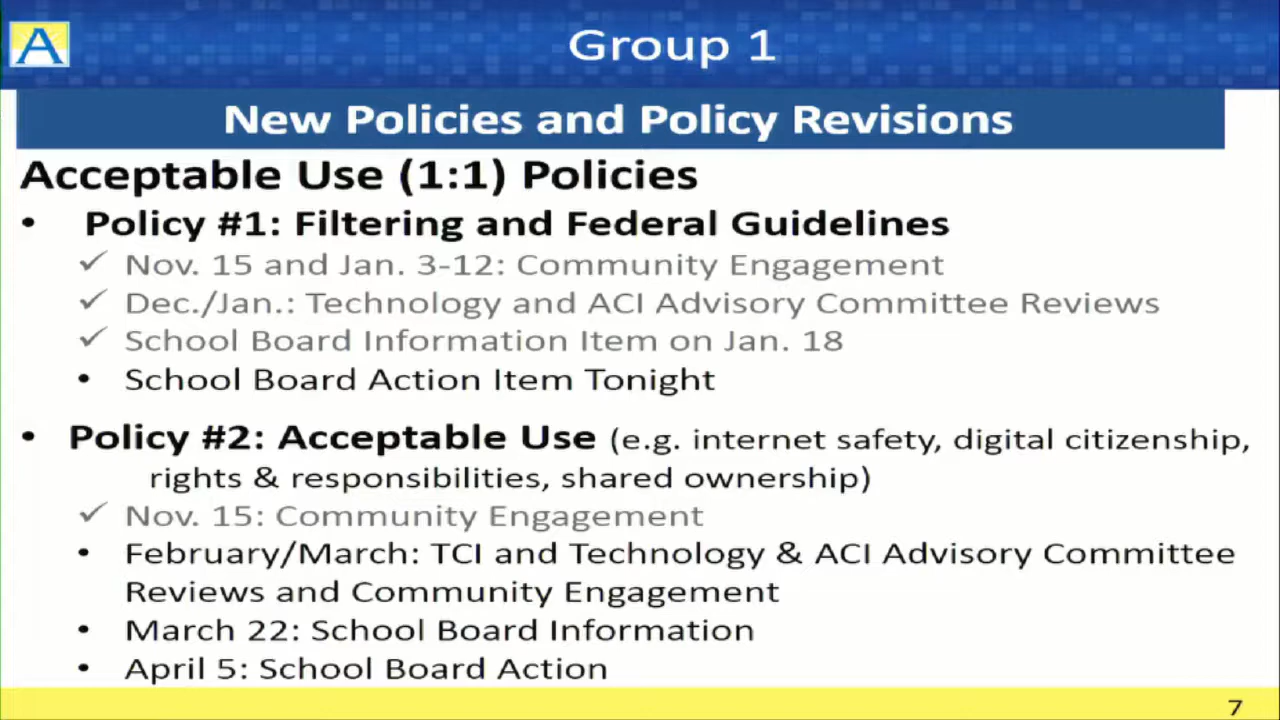 A
Group 1
New Policies and Policy Revisions
Acceptable Use (1:1) Policies
• Policy #1: Filtering and Federal Guidelines
✓ Nov. 15 and Jan. 3-12: Community Engagement
✓ Dec./Jan.: Technology and ACI Advisory Committee Reviews
✓ School Board Information Item on Jan. 18
• School Board Action Item Tonight
• Policy #2: Acceptable Use (e.g. internet safety, digital citizenship,
rights & responsibilities, shared ownership)
✓ Nov. 15: Community Engagement
• February/March: TCI and Technology & ACI Advisory Committee
Reviews and Community Engagement
• March 22: School Board Information
• April 5: School Board Action
7